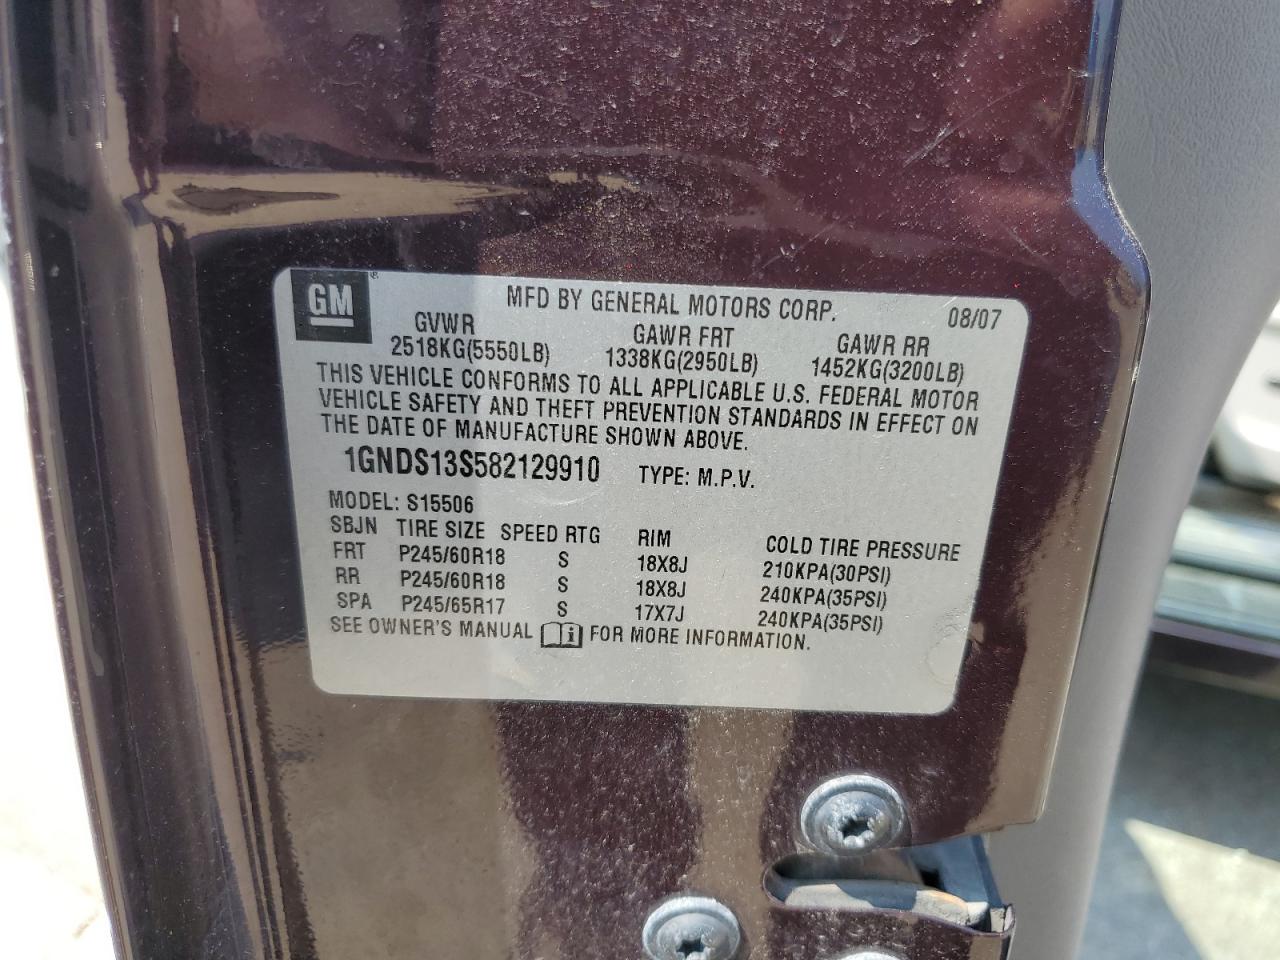 GM ® MFD BY GENERAL MOTORS CORP. 08/07
GVWR GAWR FRT GAWR RR
2518KG(5550LB) 1338KG(2950LB) 1452KG(3200LB)
THIS VEHICLE CONFORMS TO ALL APPLICABLE U.S. FEDERAL MOTOR
VEHICLE SAFETY AND THEFT PREVENTION STANDARDS IN EFFECT ON
THE DATE OF MANUFACTURE SHOWN ABOVE.
1GNDS13S582129910 TYPE: M.P.V.
MODEL: S15506
SBJN TIRE SIZE SPEED RTG RIM COLD TIRE PRESSURE
FRT P245/60R18 S 18X8J 210KPA(30PSI)
RR P245/60R18 S 18X8J 240KPA(35PSI)
SPA P245/65R17 S 17X7J 240KPA(35PSI)
SEE OWNER'S MANUAL i FOR MORE INFORMATION.